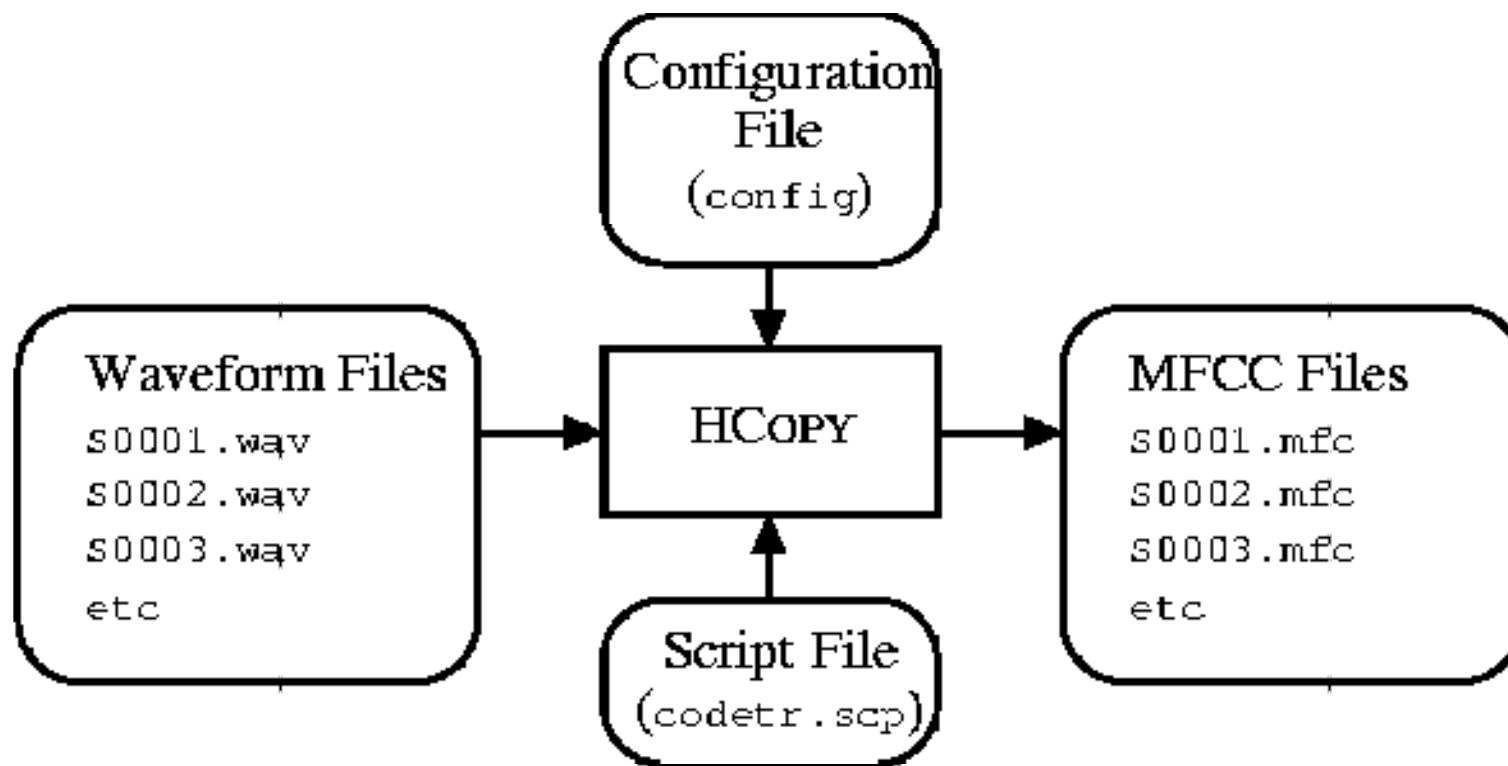 Configuration
File
(config)
Waveform Files
S0001.wav
S0002.wav
S0003.wav
etc
HCOPY
MFCC Files
S0001.mfc
S0002.mfc
S0003.mfc
etc
Script File
(codetr.scp)